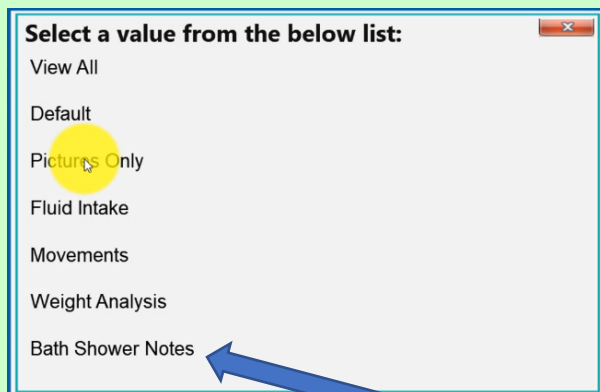 Select a value from the below list:
View All
Default
Pictures Only
Fluid Intake
Movements
Weight Analysis
Bath Shower Notes